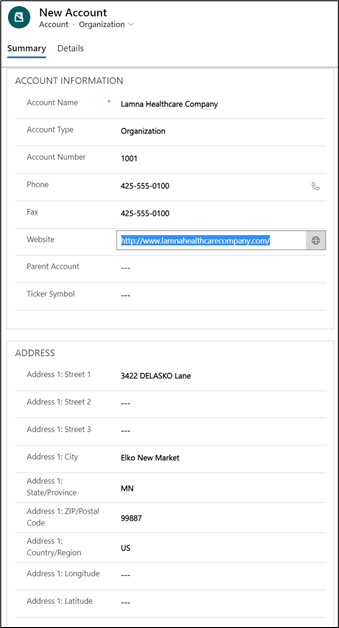 New Account
Account · Organization
Summary Details
ACCOUNT INFORMATION
Account Name * Lamna Healthcare Company
Account Type Organization
Account Number 1001
Phone 425-555-0100
Fax 425-555-0100
Website http://www.lamnahealthcarecompany.com/
Parent Account ---
Ticker Symbol ---
ADDRESS
Address 1: Street 1 3422 DELASKO Lane
Address 1: Street 2 ---
Address 1: Street 3 ---
Address 1: City Elko New Market
Address 1:
State/Province MN
Address 1: ZIP/Postal
Code 99887
Address 1:
Country/Region US
Address 1: Longitude ---
Address 1: Latitude ---